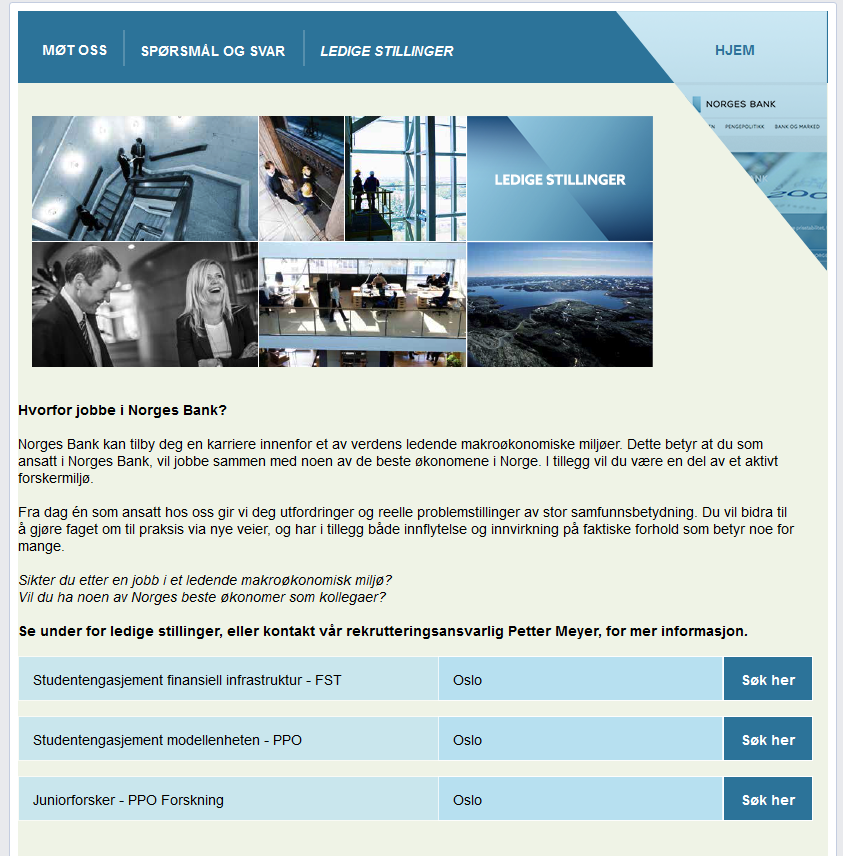 MØT OSS
SPØRSMÅL OG SVAR
LEDIGE STILLINGER
HJEM
NORGES BANK
EN PENGEPOLITIKK BANK OG MARKED
LEDIGE STILLINGER
Hvorfor jobbe i Norges Bank?
Norges Bank kan tilby deg en karriere innenfor et av verdens ledende makroøkonomiske miljøer. Dette betyr at du som
ansatt i Norges Bank, vil jobbe sammen med noen av de beste økonomene i Norge. I tillegg vil du være en del av et aktivt
forskermiljø.
Fra dag én som ansatt hos oss gir vi deg utfordringer og reelle problemstillinger av stor samfunnsbetydning. Du vil bidra til
å gjøre faget om til praksis via nye veier, og har i tillegg både innflytelse og innvirkning på faktiske forhold som betyr noe for
mange.
Sikter du etter en jobb i et ledende makroøkonomisk miljø?
Vil du ha noen av Norges beste økonomer som kollegaer?
Se under for ledige stillinger, eller kontakt vår rekrutteringsansvarlig Petter Meyer, for mer informasjon.
Studentengasjement finansiell infrastruktur - FST Oslo Søk her
Studentengasjement modellenheten - PPO Oslo Søk her
Juniorforsker - PPO Forskning Oslo Søk her